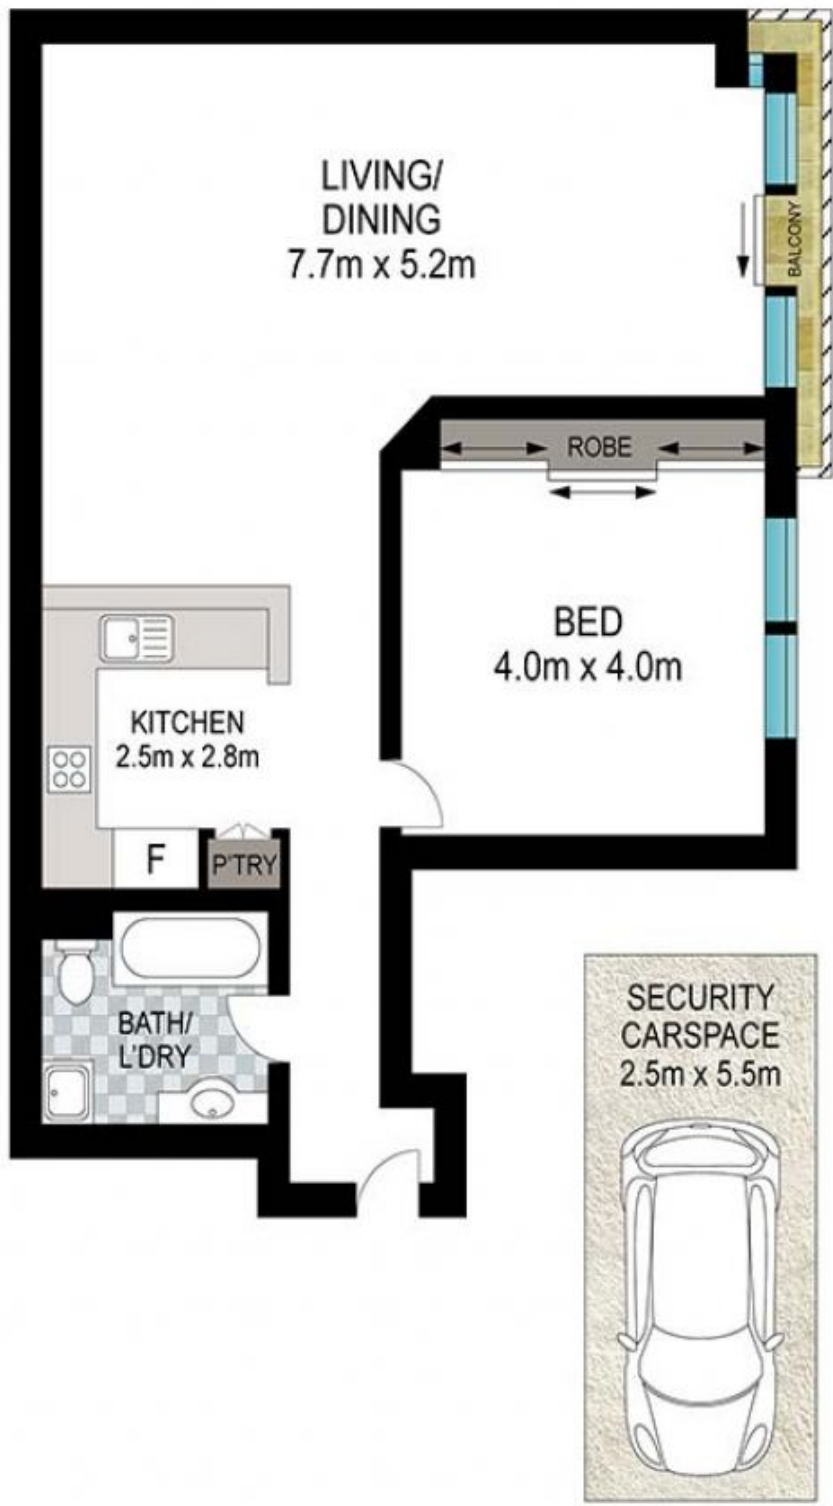 LIVING/
DINING
7.7m x 5.2m
BALCONY
ROBE
BED
4.0m x 4.0m
KITCHEN
2.5m x 2.8m
F
P'TRY
BATH/
L'DRY
SECURITY
CARSPACE
2.5m x 5.5m